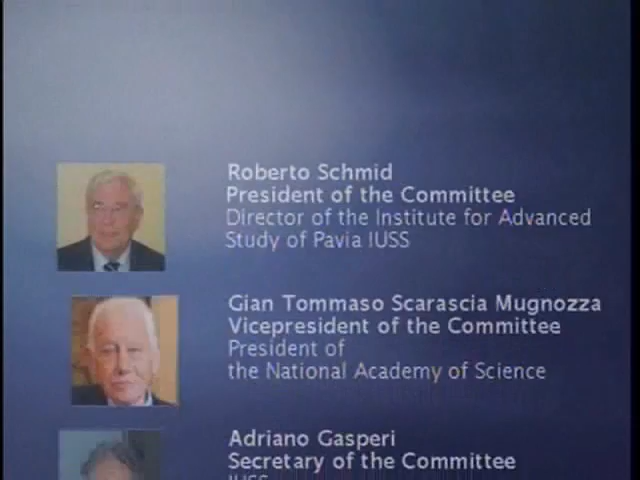 Roberto Schmid
President of the Committee
Director of the Institute for Advanced
Study of Pavia IUSS
Gian Tommaso Scarascia Mugnozza
Vicepresident of the Committee
President of
the National Academy of Science
Adriano Gasperi
Secretary of the Committee
IUSS